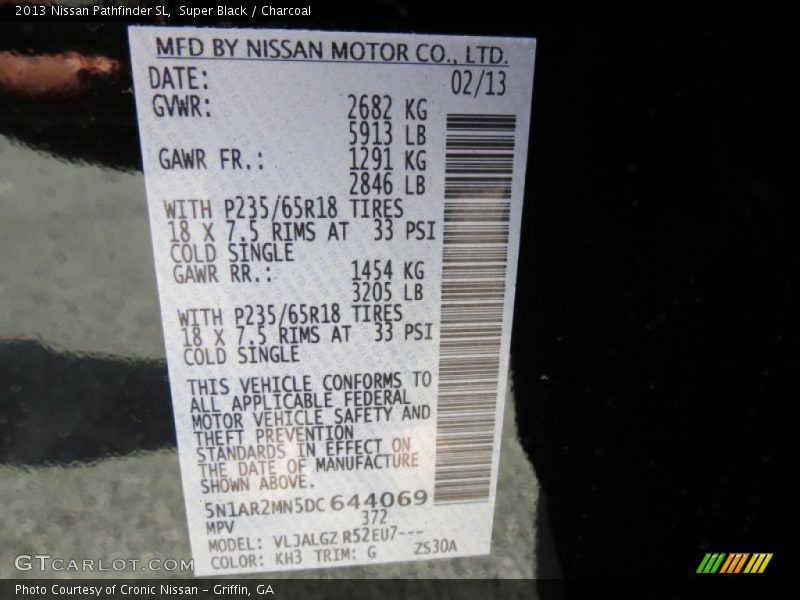 2013 Nissan Pathfinder SL,  Super Black / Charcoal
MFD BY NISSAN MOTOR CO., LTD.
DATE: 02/13
GVWR: 2682 KG
5913 LB
GAWR FR.: 1291 KG
2846 LB
WITH P235/65R18 TIRES
18 X 7.5 RIMS AT 33 PSI
COLD SINGLE
GAWR RR.: 1454 KG
3205 LB
WITH P235/65R18 TIRES
18 X 7.5 RIMS AT 33 PSI
COLD SINGLE
THIS VEHICLE CONFORMS TO
ALL APPLICABLE FEDERAL
MOTOR VEHICLE SAFETY AND
THEFT PREVENTION
STANDARDS IN EFFECT ON
THE DATE OF MANUFACTURE
SHOWN ABOVE.
5N1AR2MN5DC644069
MPV 372
MODEL: VLJALGZ R52EU7---
COLOR: KH3 TRIM: G ZS30A
GTCARLOT.COM
Photo Courtesy of Cronic Nissan – Griffin, GA